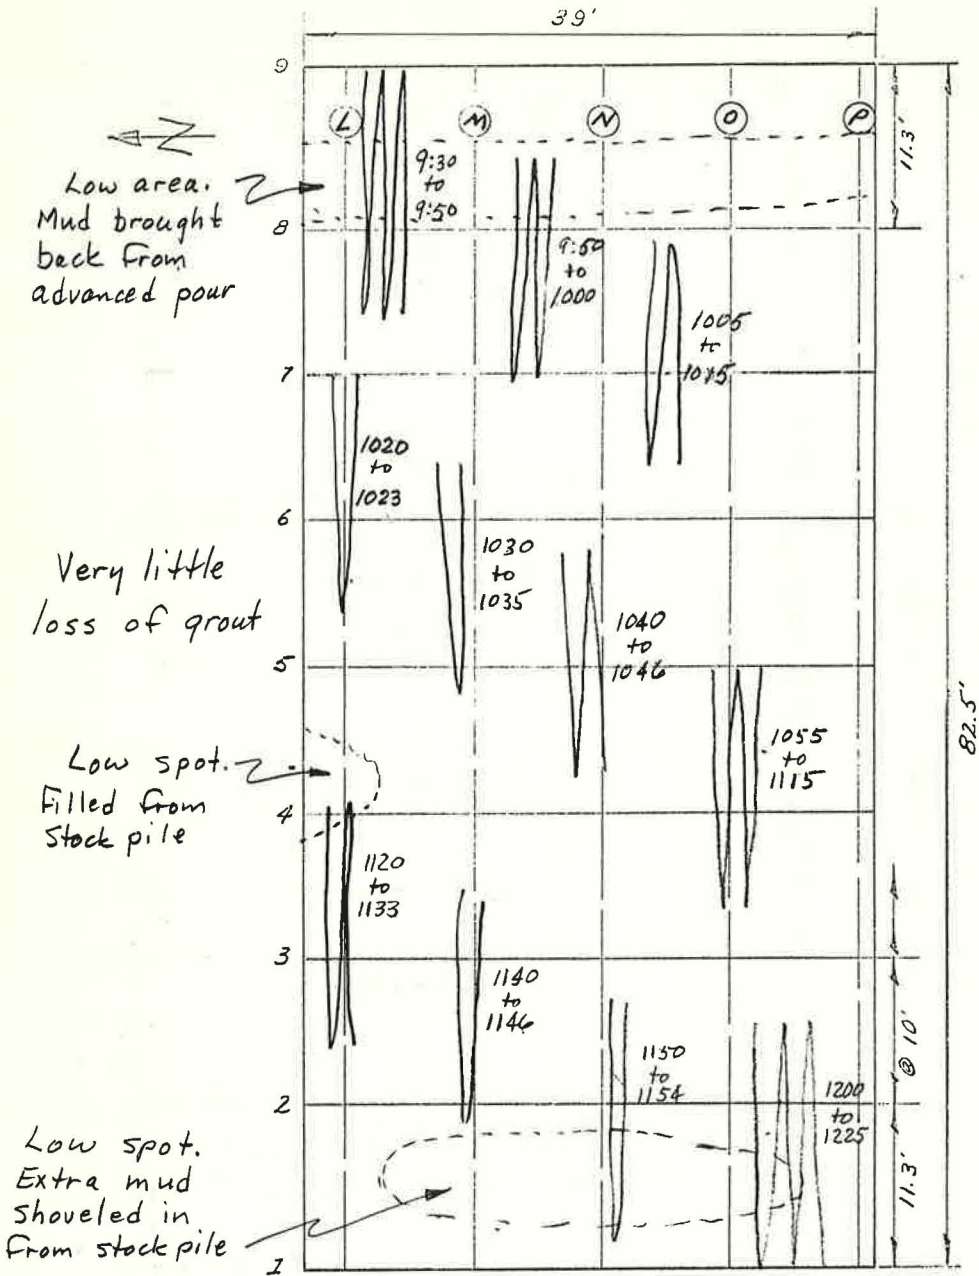 39'
9
L
M
N
O
P
11.3'
N
Low area.
Mud brought
back from
advanced pour
9:30
to
9:50
8
9:50
to
1000
1005
to
1015
7
1020
to
1023
6
Very little
loss of grout
1030
to
1035
1040
to
1046
5
82.5'
Low spot.
Filled from
stock pile
1055
to
1115
4
1120
to
1133
3
1140
to
1146
@ 10'
1150
to
1154
2
1200
to
1225
Low spot.
Extra mud
shoveled in
from stock pile
11.3'
1